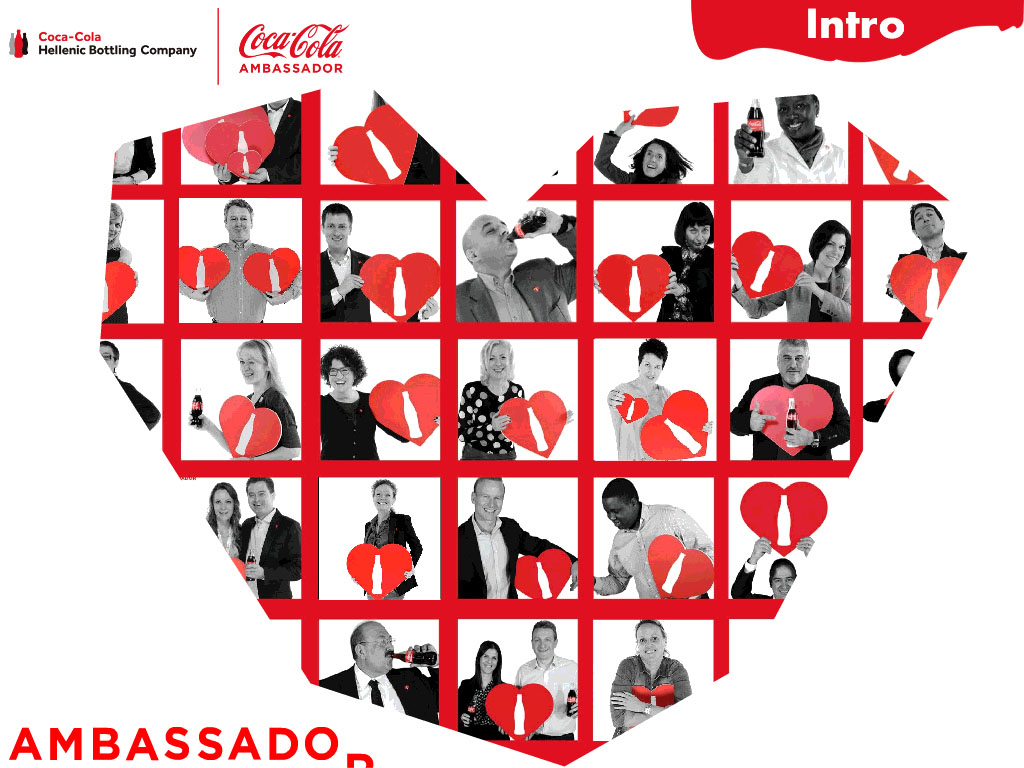 Coca-Cola
Hellenic Bottling Company
Coca-Cola
AMBASSADOR
Intro
AMBASSADO
R